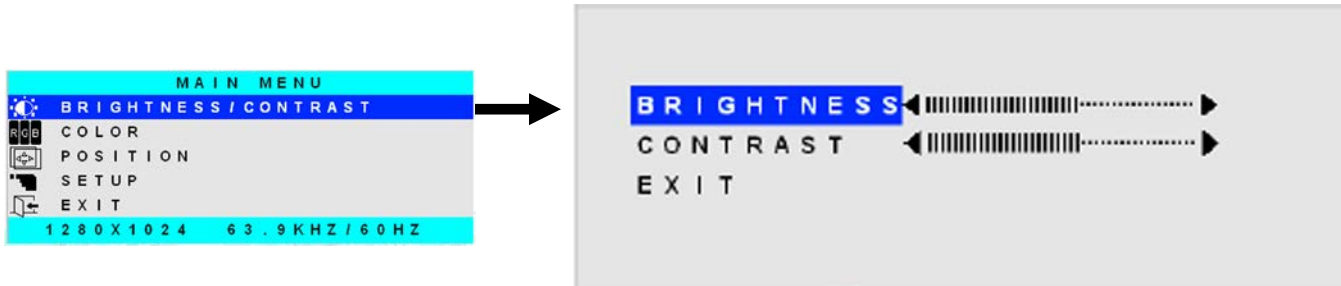 MAIN MENU
BRIGHTNESS/CONTRAST
RGB COLOR
POSITION
SETUP
EXIT
1280X1024 63.9KHZ/60HZ
BRIGHTNESS
CONTRAST
EXIT